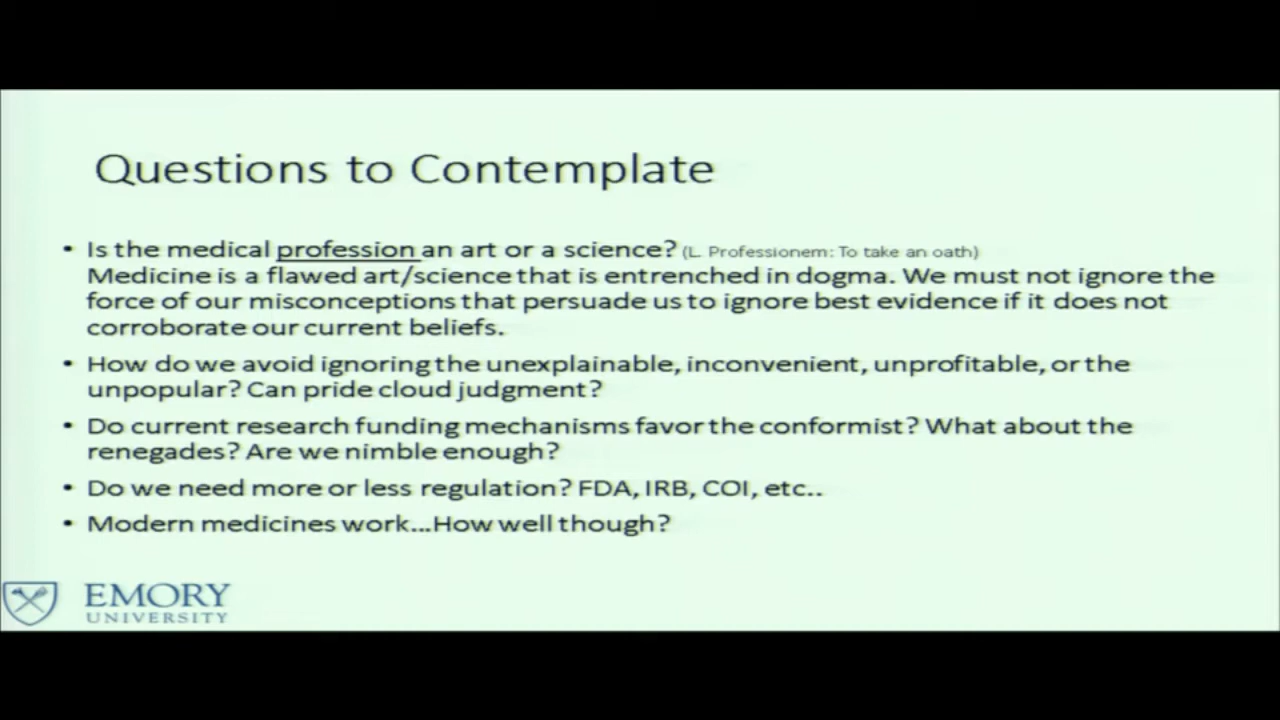 Questions to Contemplate
• Is the medical profession an art or a science? (L. Professionem: To take an oath)
Medicine is a flawed art/science that is entrenched in dogma. We must not ignore the
force of our misconceptions that persuade us to ignore best evidence if it does not
corroborate our current beliefs.
• How do we avoid ignoring the unexplainable, inconvenient, unprofitable, or the
unpopular? Can pride cloud judgment?
• Do current research funding mechanisms favor the conformist? What about the
renegades? Are we nimble enough?
• Do we need more or less regulation? FDA, IRB, COI, etc..
• Modern medicines work...How well though?
EMORY
UNIVERSITY